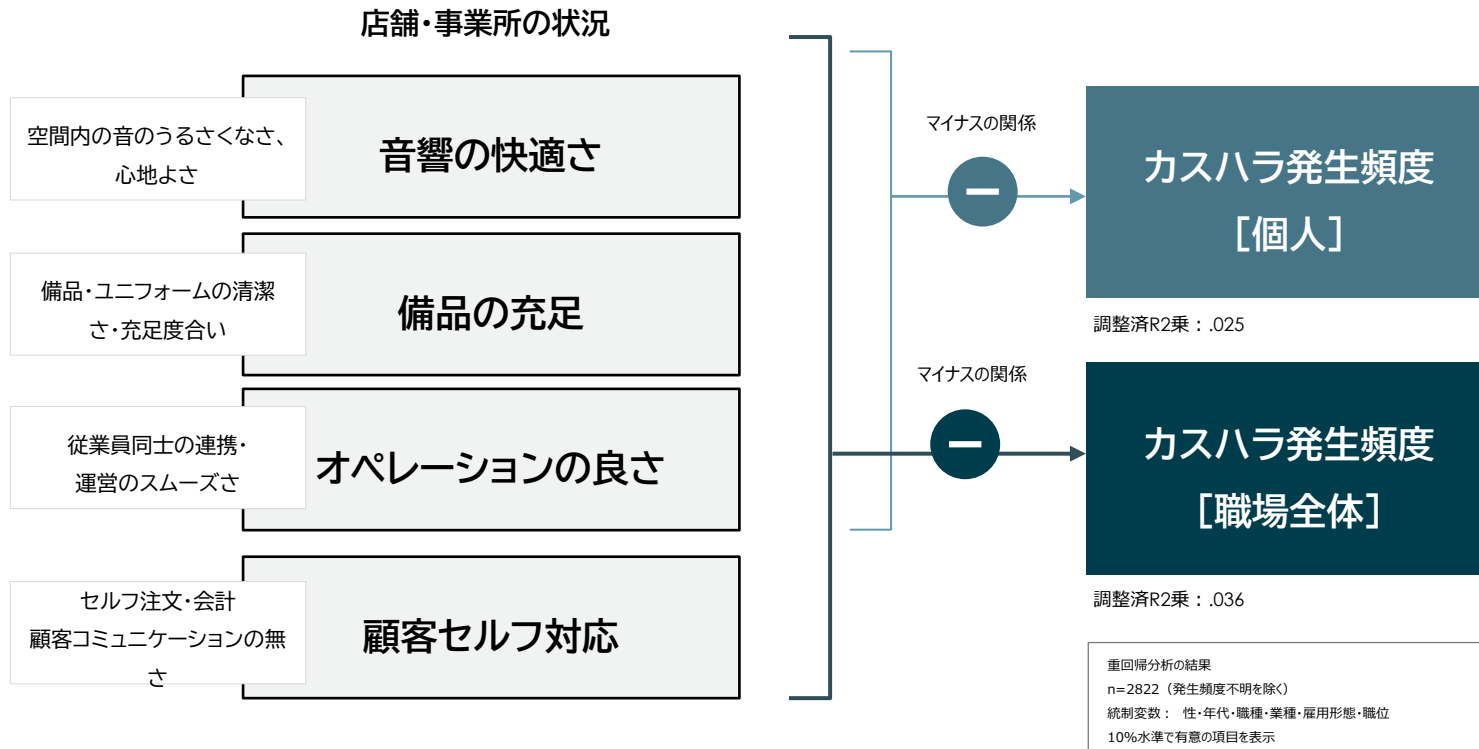 店舗・事業所の状況
空間内の音のうるさくなさ、
心地よさ
音響の快適さ
備品・ユニフォームの清潔
さ・充足度合い
備品の充足
従業員同士の連携・
運営のスムーズさ
オペレーションの良さ
セルフ注文・会計
顧客コミュニケーションの無
さ
顧客セルフ対応
マイナスの関係
−
カスハラ発生頻度
［個人］
調整済R2乗：.025
マイナスの関係
−
カスハラ発生頻度
［職場全体］
調整済R2乗：.036
重回帰分析の結果
n=2822（発生頻度不明を除く）
統制変数： 性・年代・職種・業種・雇用形態・職位
10％水準で有意の項目を表示